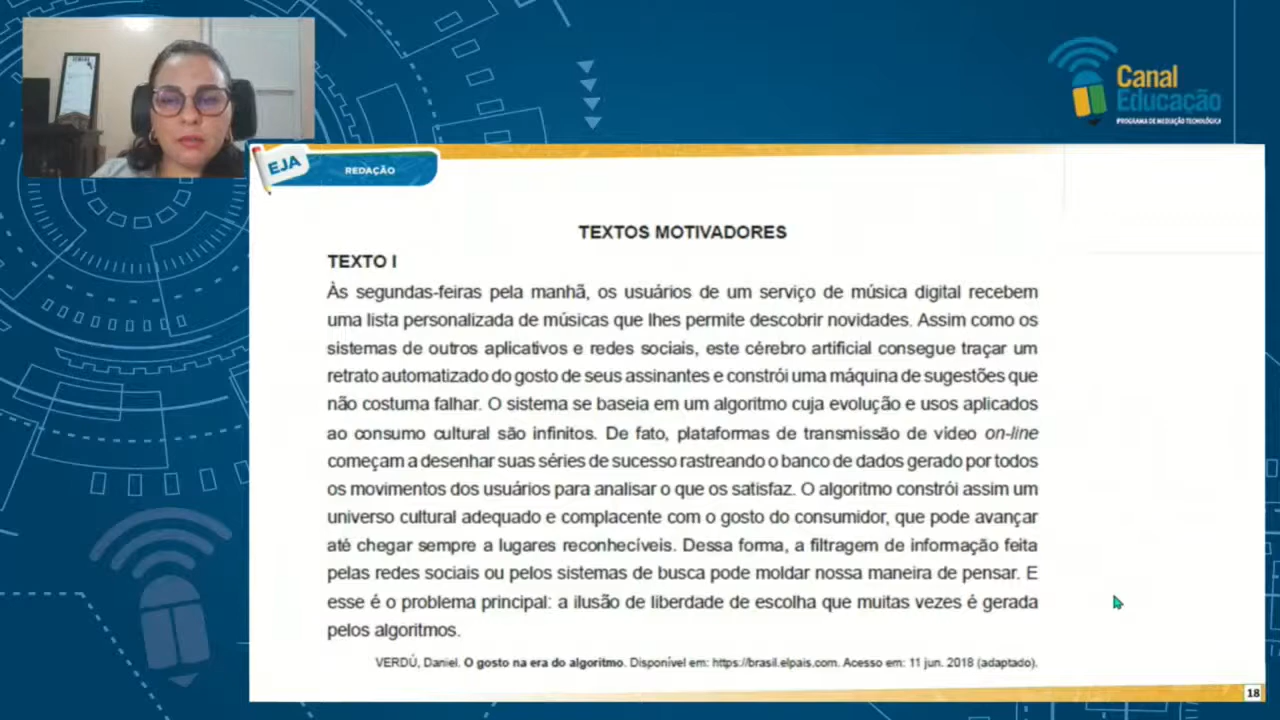 Canal
Educação
PROGRAMA DE MEDIAÇÃO TECNOLÓGICA
EJA
REDAÇÃO
TEXTOS MOTIVADORES
TEXTO I
Às segundas-feiras pela manhã, os usuários de um serviço de música digital recebem
uma lista personalizada de músicas que lhes permite descobrir novidades. Assim como os
sistemas de outros aplicativos e redes sociais, este cérebro artificial consegue traçar um
retrato automatizado do gosto de seus assinantes e constrói uma máquina de sugestões que
não costuma falhar. O sistema se baseia em um algoritmo cuja evolução e usos aplicados
ao consumo cultural são infinitos. De fato, plataformas de transmissão de vídeo on-line
começam a desenhar suas séries de sucesso rastreando o banco de dados gerado por todos
os movimentos dos usuários para analisar o que os satisfaz. O algoritmo constrói assim um
universo cultural adequado e complacente com o gosto do consumidor, que pode avançar
até chegar sempre a lugares reconhecíveis. Dessa forma, a filtragem de informação feita
pelas redes sociais ou pelos sistemas de busca pode moldar nossa maneira de pensar. E
esse é o problema principal: a ilusão de liberdade de escolha que muitas vezes é gerada
pelos algoritmos.
VERDÚ, Daniel. O gosto na era do algoritmo. Disponível em: https://brasil.elpais.com. Acesso em: 11 jun. 2018 (adaptado).
18